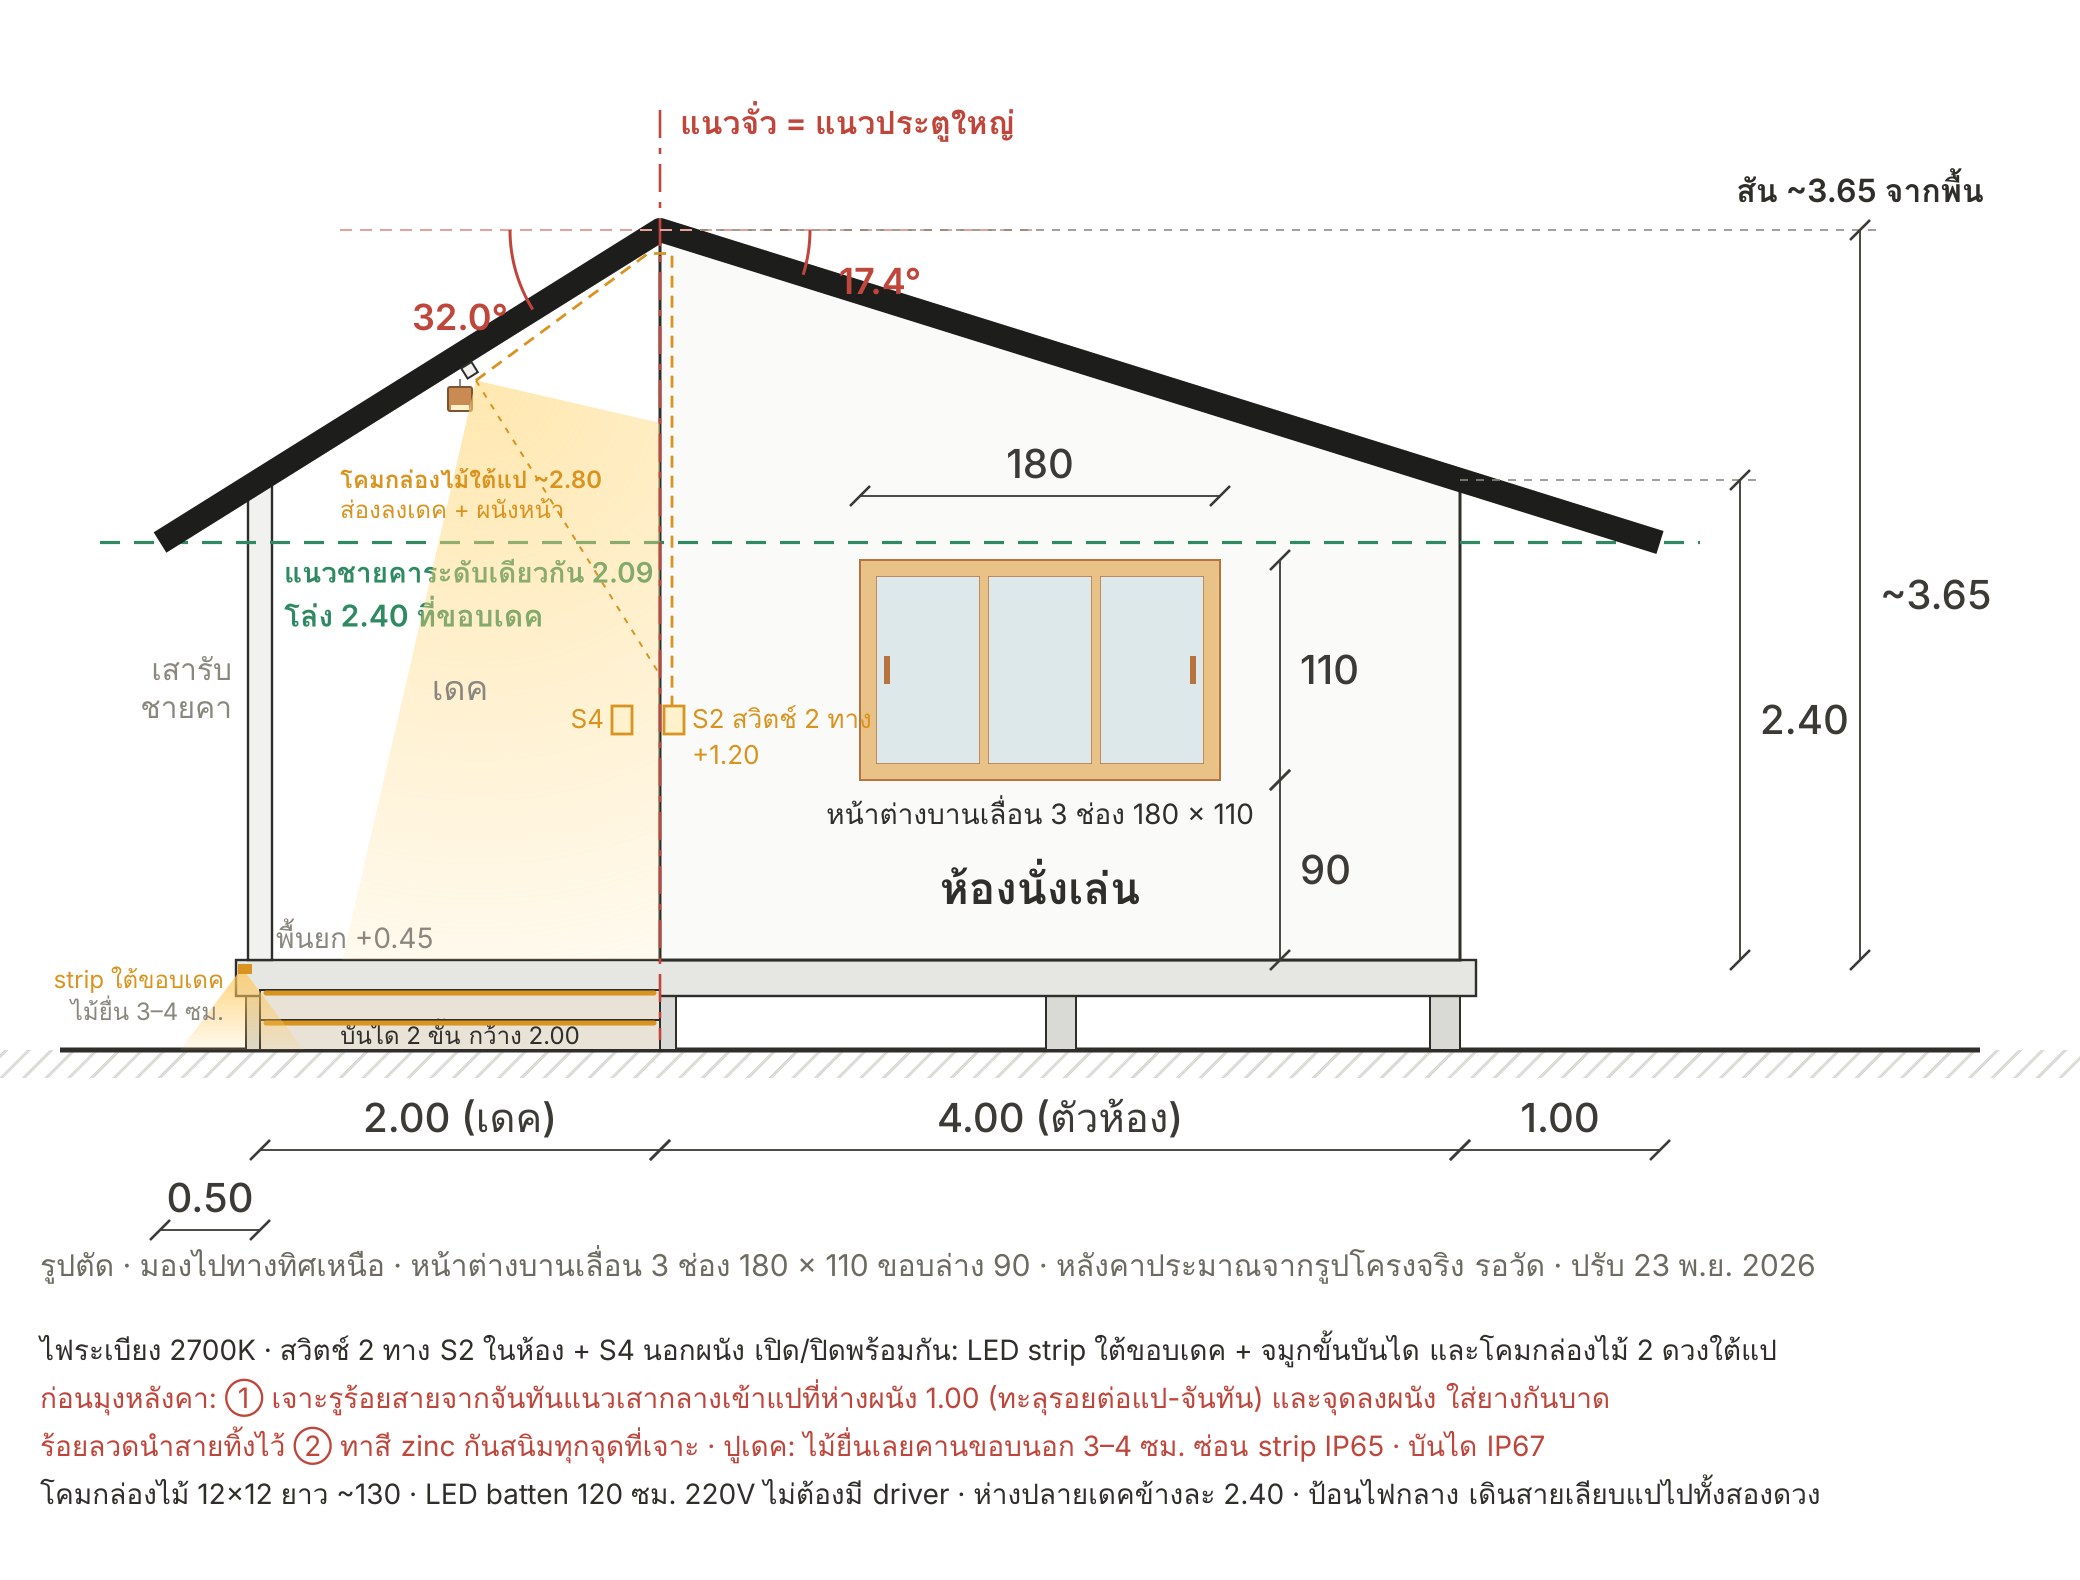 แนวจั่ว = แนวประตูใหญ่
สัน ~3.65 จากพื้น
17.4°
32.0°
180
โคมกล่องไม้ใต้แป ~2.80
ส่องลงเดค + ผนังหน้า
แนวชายคาระดับเดียวกัน 2.09
โล่ง 2.40 ที่ขอบเดค
~3.65
เสารับ
ชายคา
เดค
110
S4
S2 สวิตช์ 2 ทาง
+1.20
2.40
หน้าต่างบานเลื่อน 3 ช่อง 180 × 110
ห้องนั่งเล่น
90
พื้นยก +0.45
strip ใต้ขอบเดค
ไม้ยื่น 3–4 ซม.
บันได 2 ขั้น กว้าง 2.00
2.00 (เดค)
4.00 (ตัวห้อง)
1.00
0.50
รูปตัด · มองไปทางทิศเหนือ · หน้าต่างบานเลื่อน 3 ช่อง 180 × 110 ขอบล่าง 90 · หลังคาประมาณจากรูปโครงจริง รอวัด · ปรับ 23 พ.ย. 2026
ไฟระเบียง 2700K · สวิตช์ 2 ทาง S2 ในห้อง + S4 นอกผนัง เปิด/ปิดพร้อมกัน: LED strip ใต้ขอบเดค + จมูกขั้นบันได และโคมกล่องไม้ 2 ดวงใต้แป
ก่อนมุงหลังคา: ① เจาะรูร้อยสายจากจันทันแนวเสากลางเข้าแปที่ห่างผนัง 1.00 (ทะลุรอยต่อแป-จันทัน) และจุดลงผนัง ใส่ยางกันบาด
ร้อยลวดนำสายทิ้งไว้ ② ทาสี zinc กันสนิมทุกจุดที่เจาะ · ปูเดค: ไม้ยื่นเลยคานขอบนอก 3–4 ซม. ซ่อน strip IP65 · บันได IP67
โคมกล่องไม้ 12×12 ยาว ~130 · LED batten 120 ซม. 220V ไม่ต้องมี driver · ห่างปลายเดคข้างละ 2.40 · ป้อนไฟกลาง เดินสายเลียบแปไปทั้งสองดวง